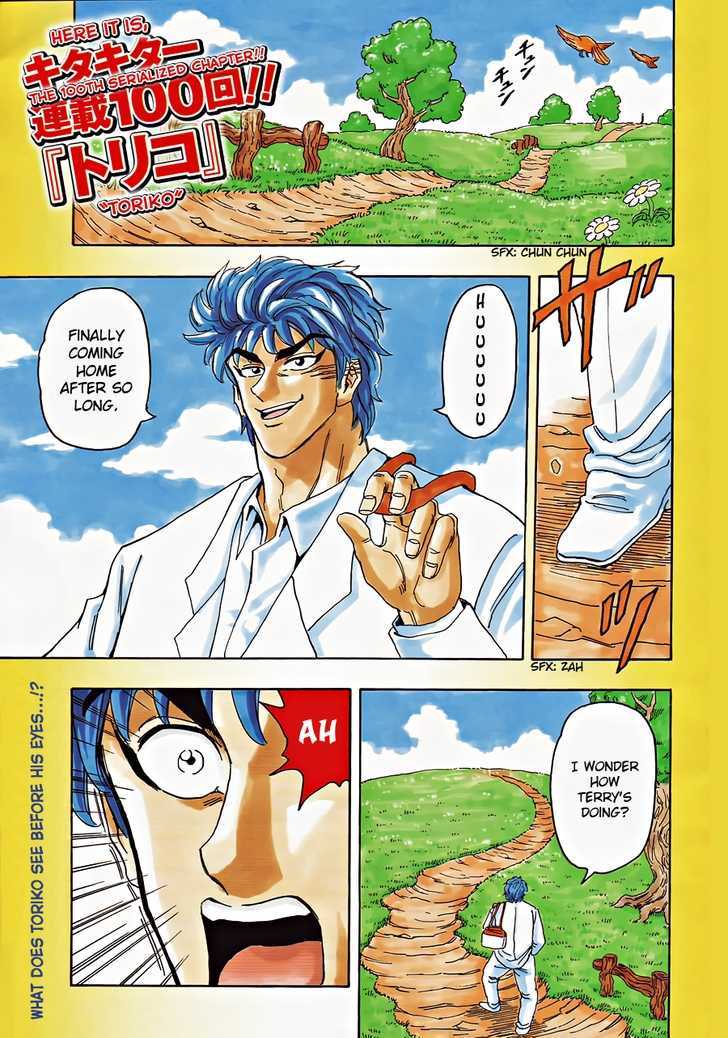 HERE IT IS,
キタキター
THE 100TH SERIALIZED CHAPTER!!
連載100回!!
『トリコ』
"TORIKO"
チュン
チュン
SFX: CHUN CHUN
ザッ
SFX: ZAH
HUUUUUUU
FINALLY
COMING
HOME
AFTER SO
LONG.
I WONDER
HOW
TERRY'S
DOING?
AH
WHAT DOES TORIKO SEE BEFORE HIS EYES...!?